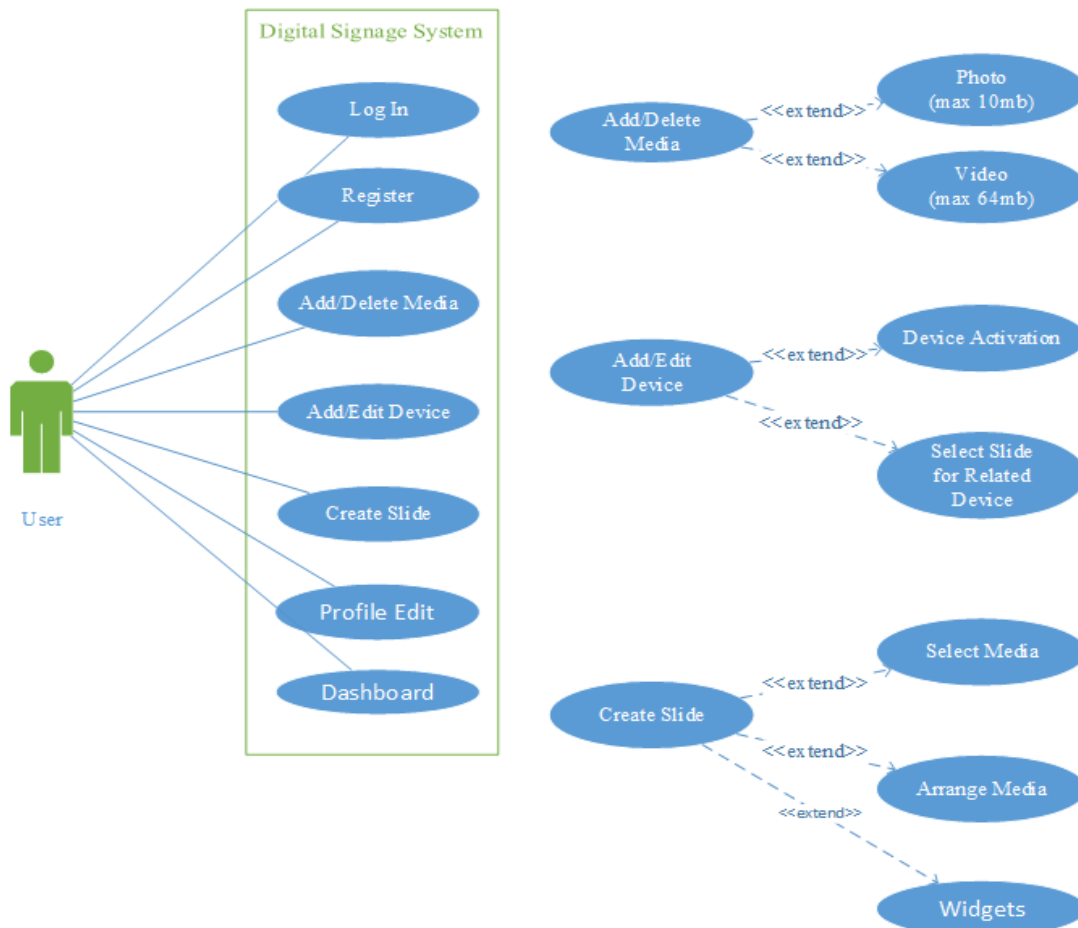 Digital Signage System
Log In
Register
Add/Delete Media
Add/Edit Device
Create Slide
Profile Edit
Dashboard
User
Add/Delete
Media
<<extend>>
<<extend>>
Photo
(max 10mb)
Video
(max 64mb)
Add/Edit
Device
<<extend>>
<<extend>>
Device Activation
Select Slide
for Related
Device
Create Slide
<<extend>>
<<extend>>
<<extend>>
Select Media
Arrange Media
Widgets